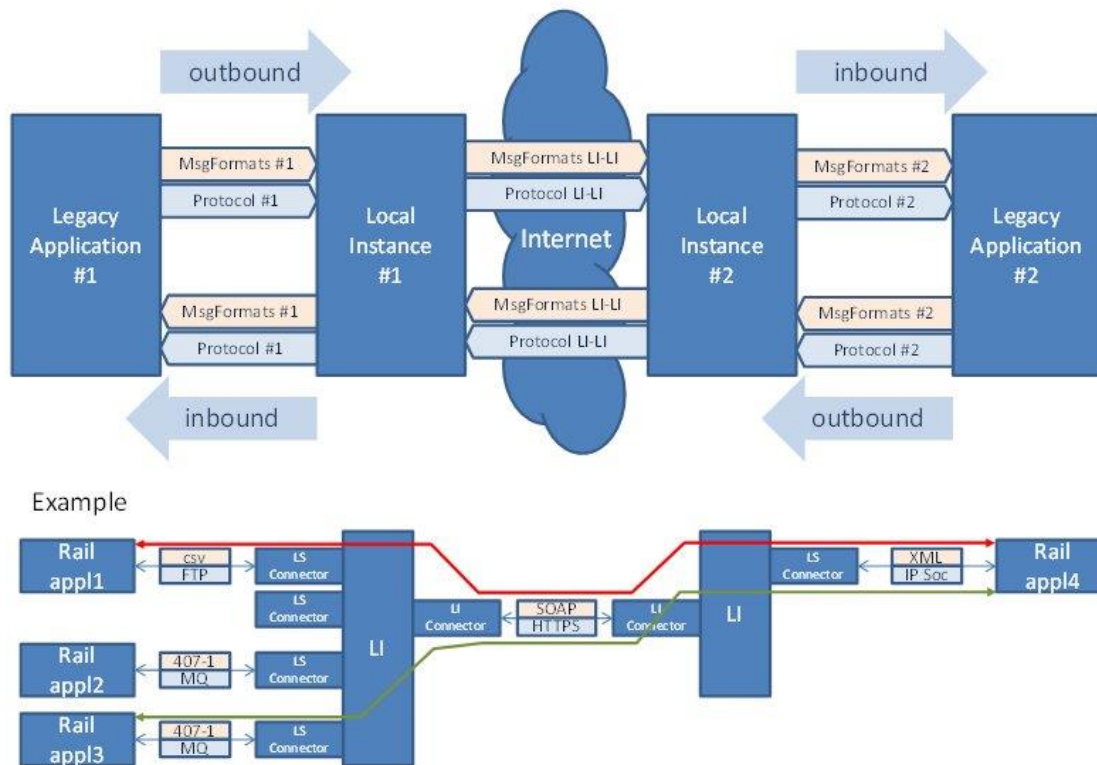 outbound
inbound
MsgFormats #1
Protocol #1
MsgFormats LI-LI
Protocol LI-LI
MsgFormats #2
Protocol #2
Legacy
Application
#1
Local
Instance
#1
Internet
Local
Instance
#2
Legacy
Application
#2
MsgFormats #1
Protocol #1
MsgFormats LI-LI
Protocol LI-LI
MsgFormats #2
Protocol #2
inbound
outbound
Example
Rail
appl1
csv
FTP
LS
Connector
LS
Connector
Rail
appl2
407-1
MQ
LS
Connector
Rail
appl3
407-1
MQ
LS
Connector
LI
LI
Connector
SOAP
HTTPS
LI
Connector
LI
LS
Connector
XML
IP Soc
Rail
appl4